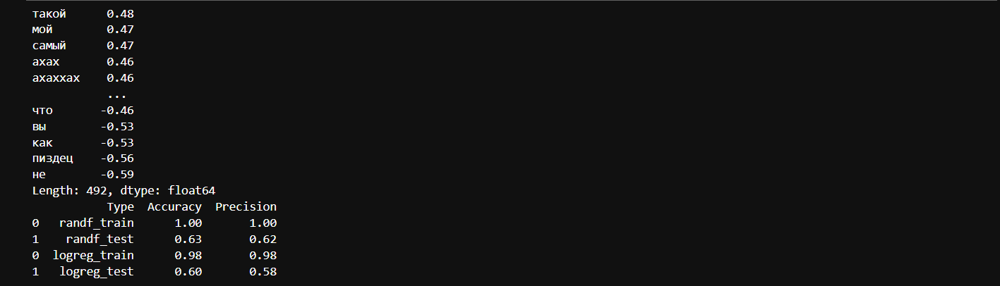 такой 0.48
мой 0.47
самый 0.47
ахах 0.46
ахаххах 0.46
...
что -0.46
вы -0.53
как -0.53
пиздец -0.56
не -0.59
Length: 492, dtype: float64
Type Accuracy Precision
0 randf_train 1.00 1.00
1 randf_test 0.63 0.62
0 logreg_train 0.98 0.98
1 logreg_test 0.60 0.58